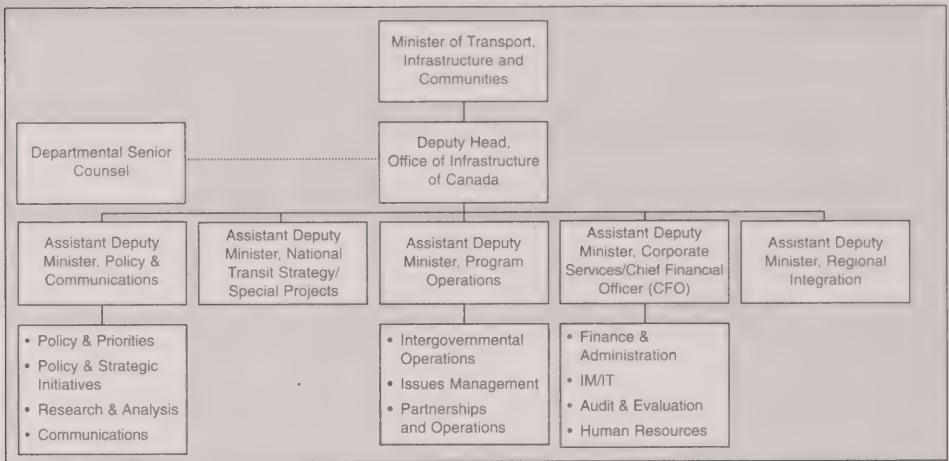 Minister of Transport,
Infrastructure and
Communities
Departmental Senior
Counsel
Deputy Head,
Office of Infrastructure
of Canada
Assistant Deputy
Minister, Policy &
Communications
Assistant Deputy
Minister, National
Transit Strategy/
Special Projects
Assistant Deputy
Minister, Program
Operations
Assistant Deputy
Minister, Corporate
Services/Chief Financial
Officer (CFO)
Assistant Deputy
Minister, Regional
Integration
• Policy & Priorities
• Policy & Strategic
Initiatives
• Research & Analysis
• Communications
• Intergovernmental
Operations
• Issues Management
• Partnerships
and Operations
• Finance &
Administration
• IM/IT
• Audit & Evaluation
• Human Resources